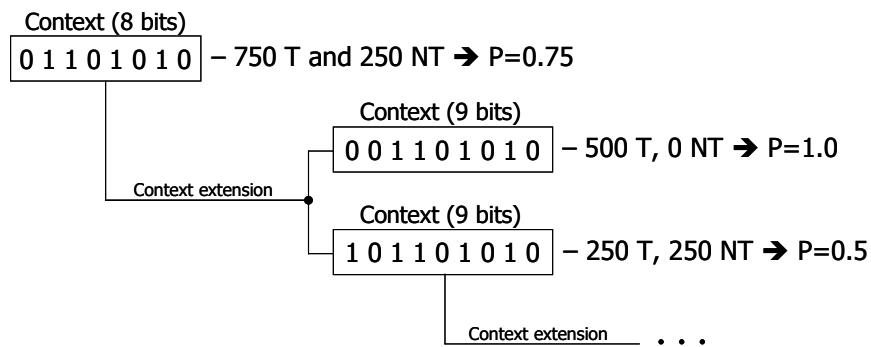 Context (8 bits)
0 1 1 0 1 0 1 0 – 750 T and 250 NT ➔ P=0.75
Context (9 bits)
0 0 1 1 0 1 0 1 0 – 500 T, 0 NT ➔ P=1.0
Context extension
Context (9 bits)
1 0 1 1 0 1 0 1 0 – 250 T, 250 NT ➔ P=0.5
Context extension . . .